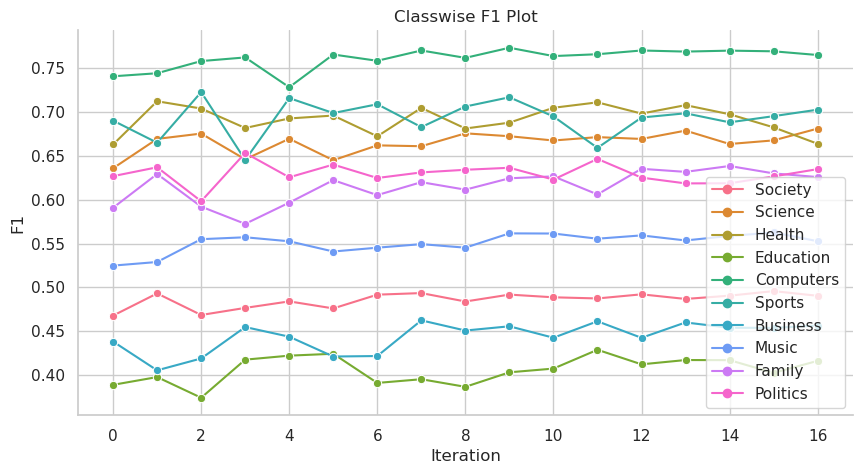 Classwise F1 Plot
F1
0.75
0.70
0.65
0.60
0.55
0.50
0.45
0.40
0 2 4 6 8 10 12 14 16
Iteration
Society
Science
Health
Education
Computers
Sports
Business
Music
Family
Politics